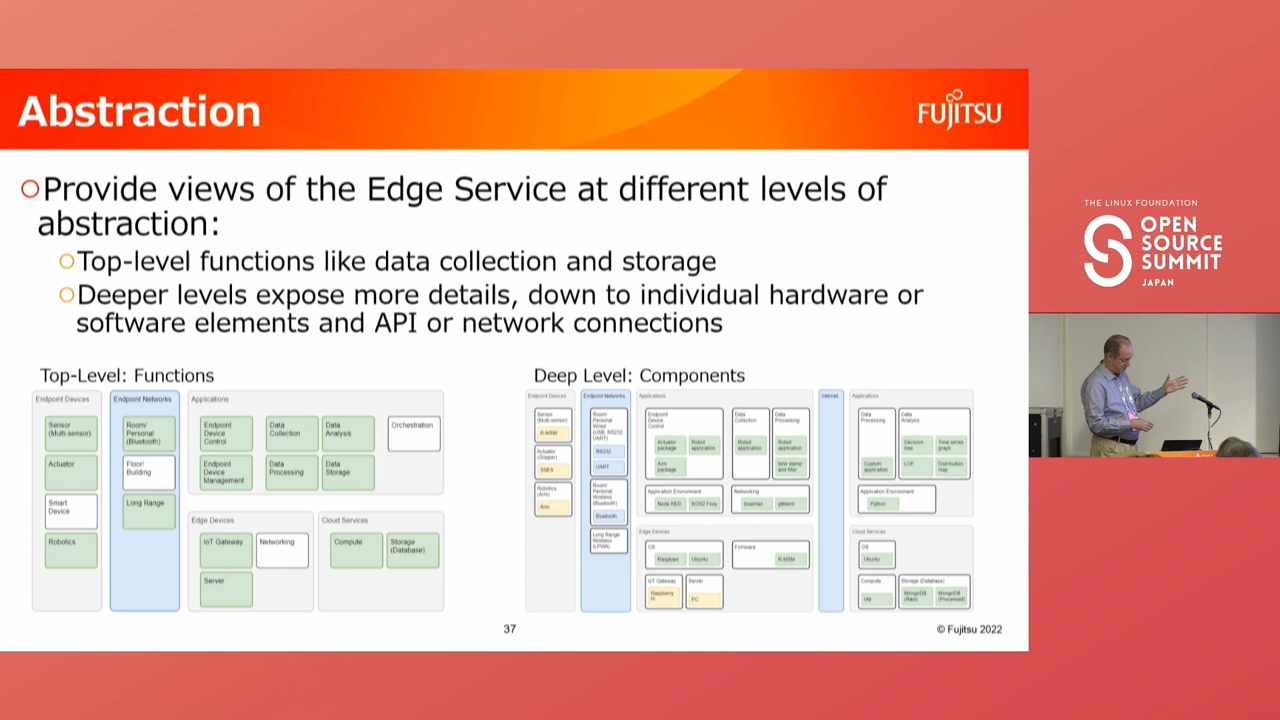 Abstraction
FUJITSU
Provide views of the Edge Service at different levels of
abstraction:
Top-level functions like data collection and storage
Deeper levels expose more details, down to individual hardware or
software elements and API or network connections
Top-Level: Functions
Endpoint Devices
Sensor
(Multi-sensor)
Actuator
Smart
Device
Robotics
Endpoint Networks
Room/
Personal
(Bluetooth)
Floor/
Building
Long Range
Applications
Endpoint
Device
Control
Data
Collection
Data
Analysis
Orchestration
Endpoint
Device
Management
Data
Processing
Data
Storage
Edge Devices
IoT Gateway
Networking
Server
Cloud Services
Compute
Storage
(Database)
Deep Level: Components
Endpoint Devices
Sensor
(Multi-sensor)
R-MSM
Actuator
(Gripper)
SSES
Robotics
(Arm)
Arm
Endpoint Networks
Room/
Personal
Wired
(USB, RS232,
UART)
RS232
UART
Room/
Personal
Wireless
(Bluetooth)
Bluetooth
Long Range
Wireless
(LPWA)
Applications
Endpoint
Device
Control
Actuator
package
Robot
application
Arm
package
Data
Collection
Robot
application
Data
Processing
Robot
application
time stamp
and filter
Application Environment
Node RED
ROS2 Foxy
Networking
bluemax
Edge Devices
OS
Raspbian
Ubuntu
Firmware
R-MSM
IoT Gateway
Raspberry
Pi
Server
PC
Internet
Applications
Data
Processing
Custom
application
Data
Analysis
Decision
tree
Time series
graph
LOF
Distribution
map
Application Environment
Python
Cloud Services
OS
Ubuntu
Compute
VM
Storage (Database)
MongoDB
(Raw)
MongoDB
(Processed)
37
© Fujitsu 2022
THE LINUX FOUNDATION
OPEN
SOURCE
SUMMIT
JAPAN